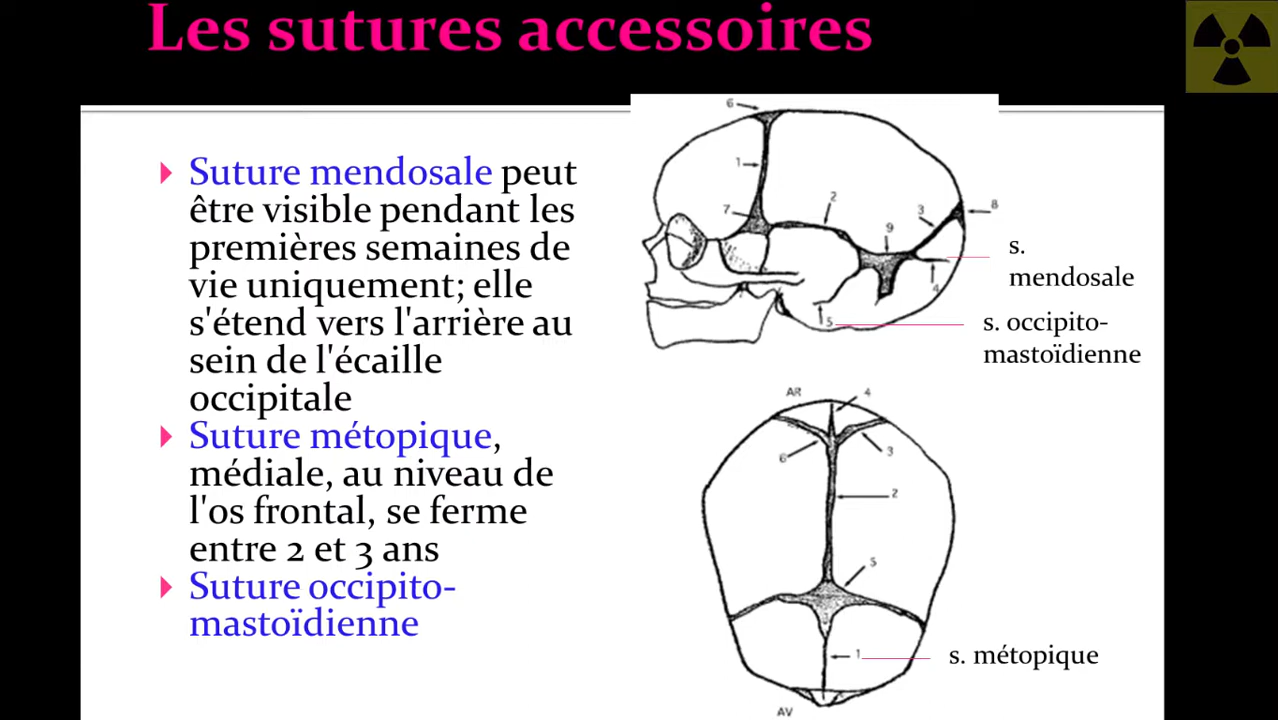 Les sutures accessoires
Suture mendosale peut
être visible pendant les
premières semaines de
vie uniquement; elle
s'étend vers l'arrière au
sein de l'écaille
occipitale
Suture métopique,
médiale, au niveau de
l'os frontal, se ferme
entre 2 et 3 ans
Suture occipito-
mastoïdienne
6
1
7
2
3
8
9
4
5
s.
mendosale
s. occipito-
mastoïdienne
AR
4
6
3
2
5
1
s. métopique
AV